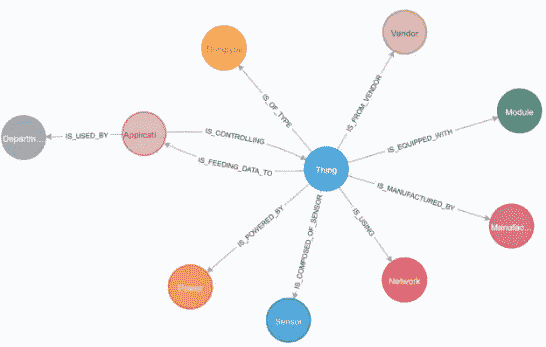 Vendor
Thingtype
IS_OF_TYPE
IS_FROM_VENDOR
Module
IS_EQUIPPED_WITH
Departm...
IS_USED_BY
Applicati...
IS_CONTROLLING
IS_FEEDING_DATA_TO
Thing
IS_MANUFACTURED_BY
Manufac...
IS_POWERED_BY
IS_COMPOSED_OF_SENSOR
IS_USING
Power
Network
Sensor